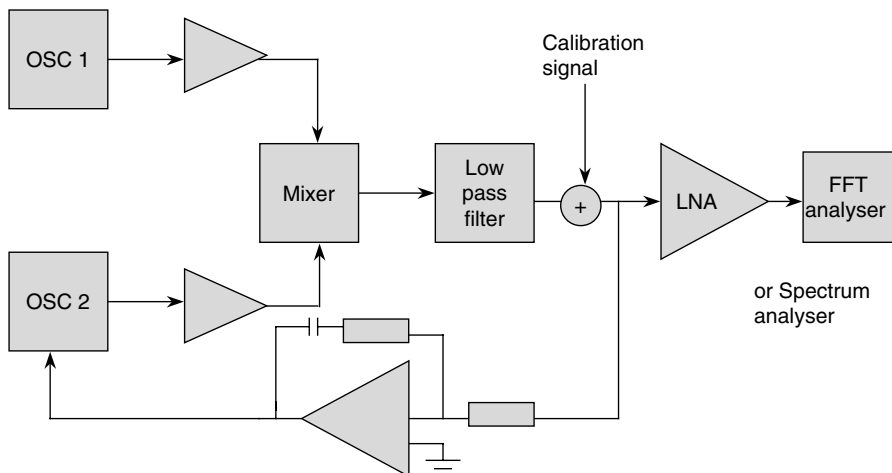 OSC 1
Calibration
signal
Mixer
Low
pass
filter
+
LNA
FFT
analyser
OSC 2
or Spectrum
analyser